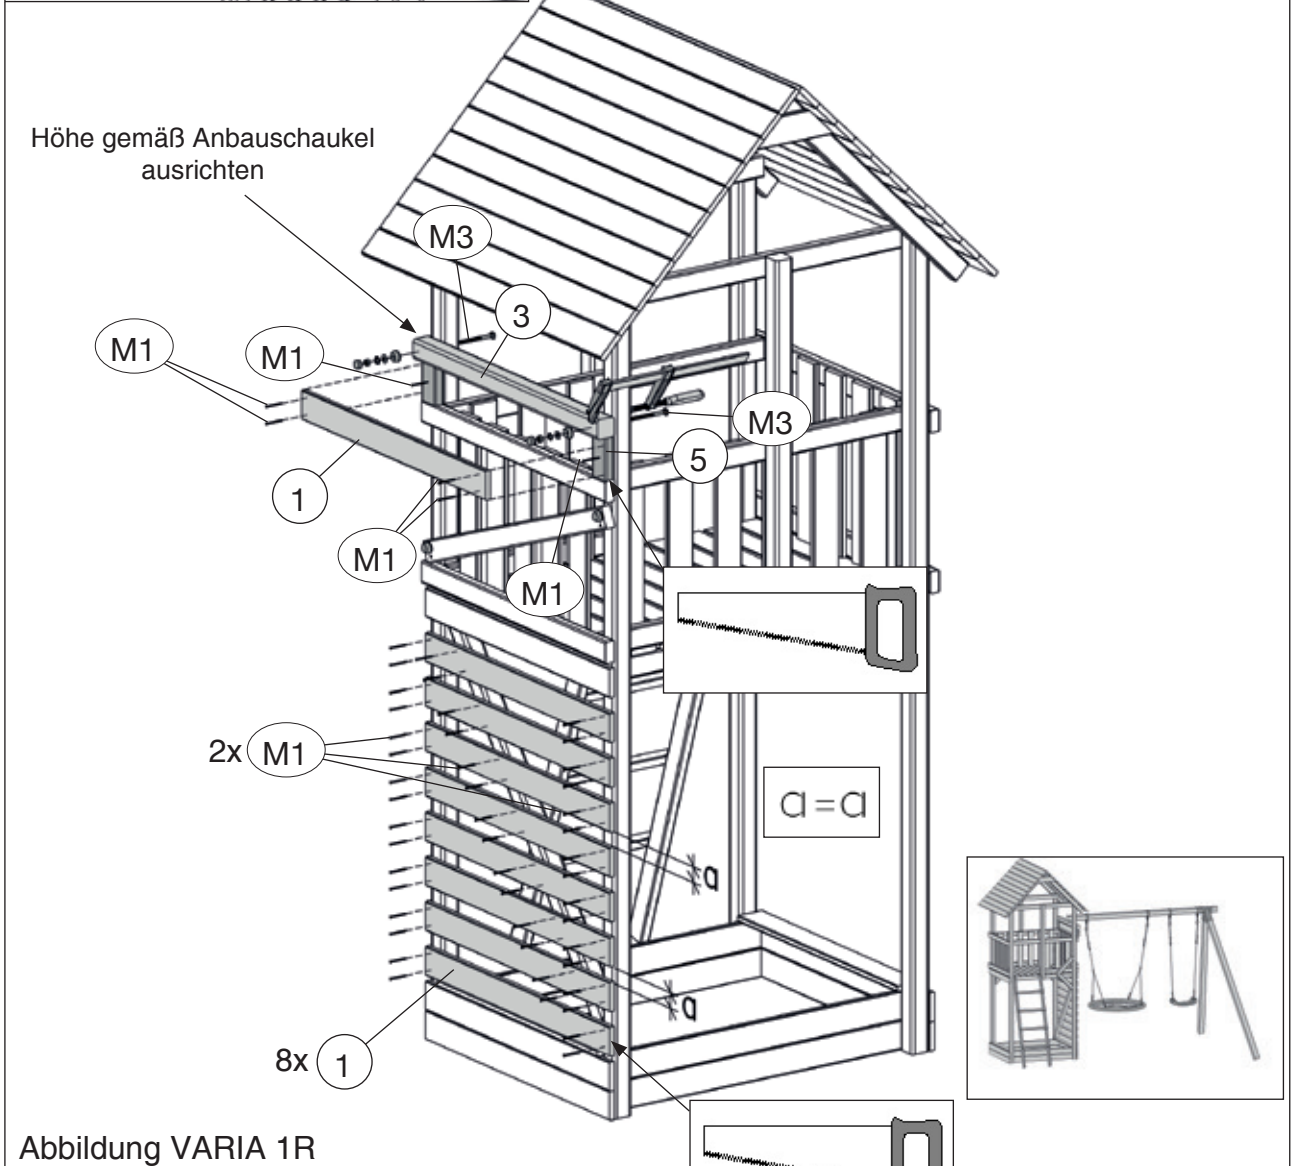 Höhe gemäß Anbauschaukel
ausrichten
M3
3
M1
M1
M3
5
1
M1
M1
2x M1
a=a
a
a
8x 1
Abbildung VARIA 1R